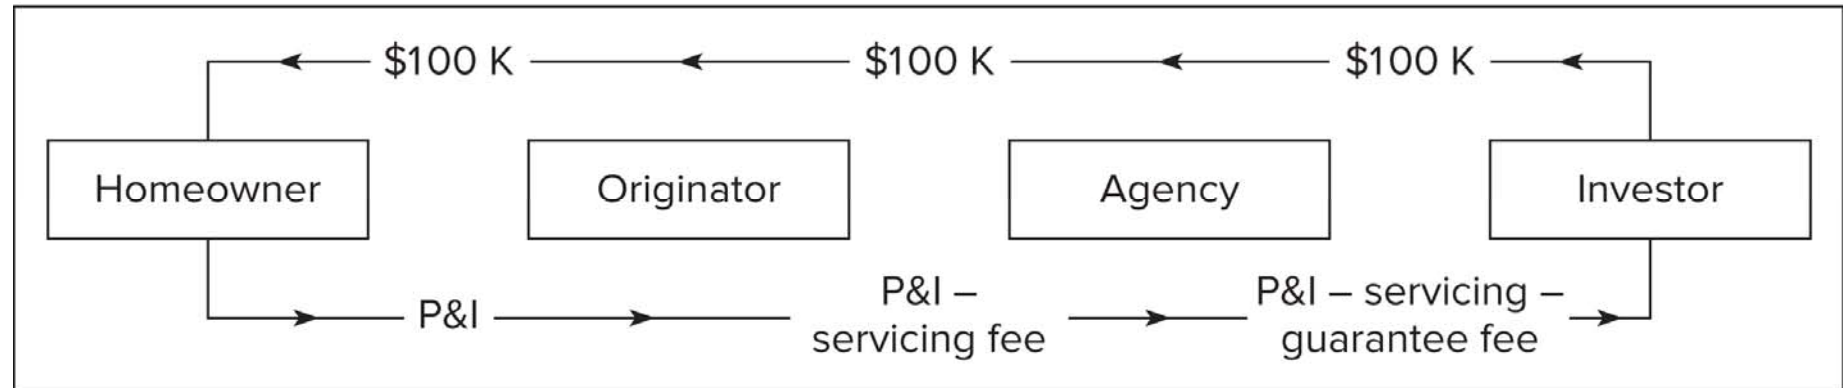 $100 K
$100 K
$100 K
Homeowner
Originator
Agency
Investor
P&I
P&I –
servicing fee
P&I – servicing –
guarantee fee